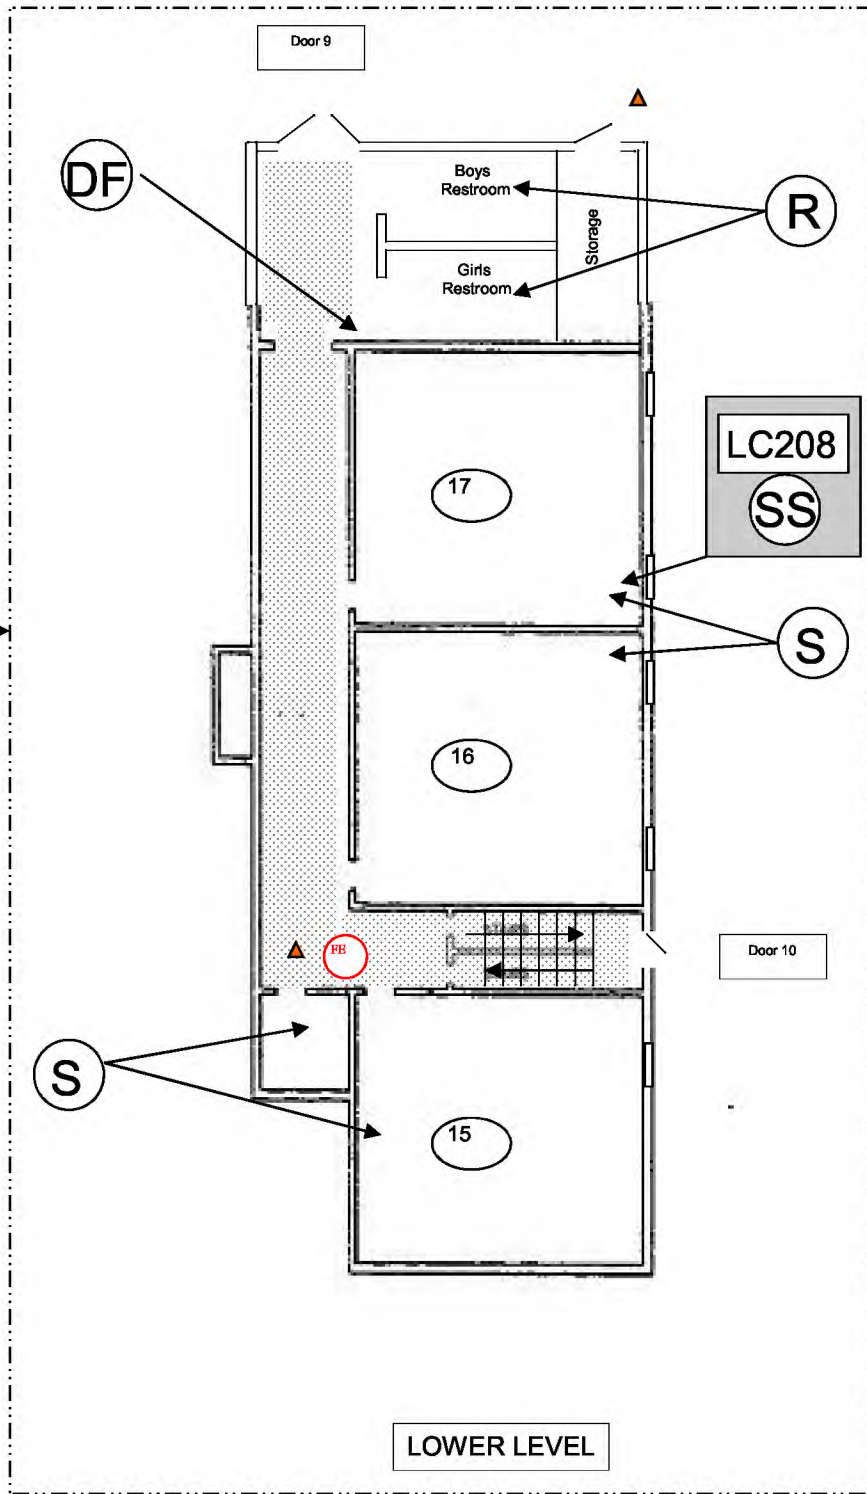 Door 9
DF
Boys
Restroom
R
Storage
Girls
Restroom
LC208
17
SS
S
16
FE
Door 10
S
15
LOWER LEVEL